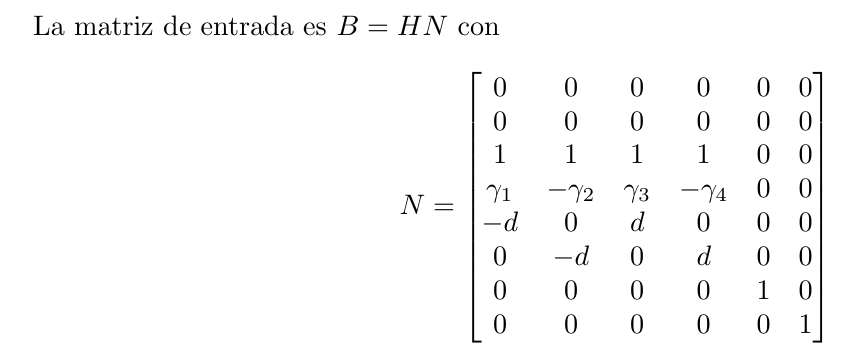 La matriz de entrada es B = HN con
N =
0 0 0 0 0 0
0 0 0 0 0 0
1 1 1 1 0 0
γ₁ −γ₂ γ₃ −γ₄ 0 0
−d 0 d 0 0 0
0 −d 0 d 0 0
0 0 0 0 1 0
0 0 0 0 0 1